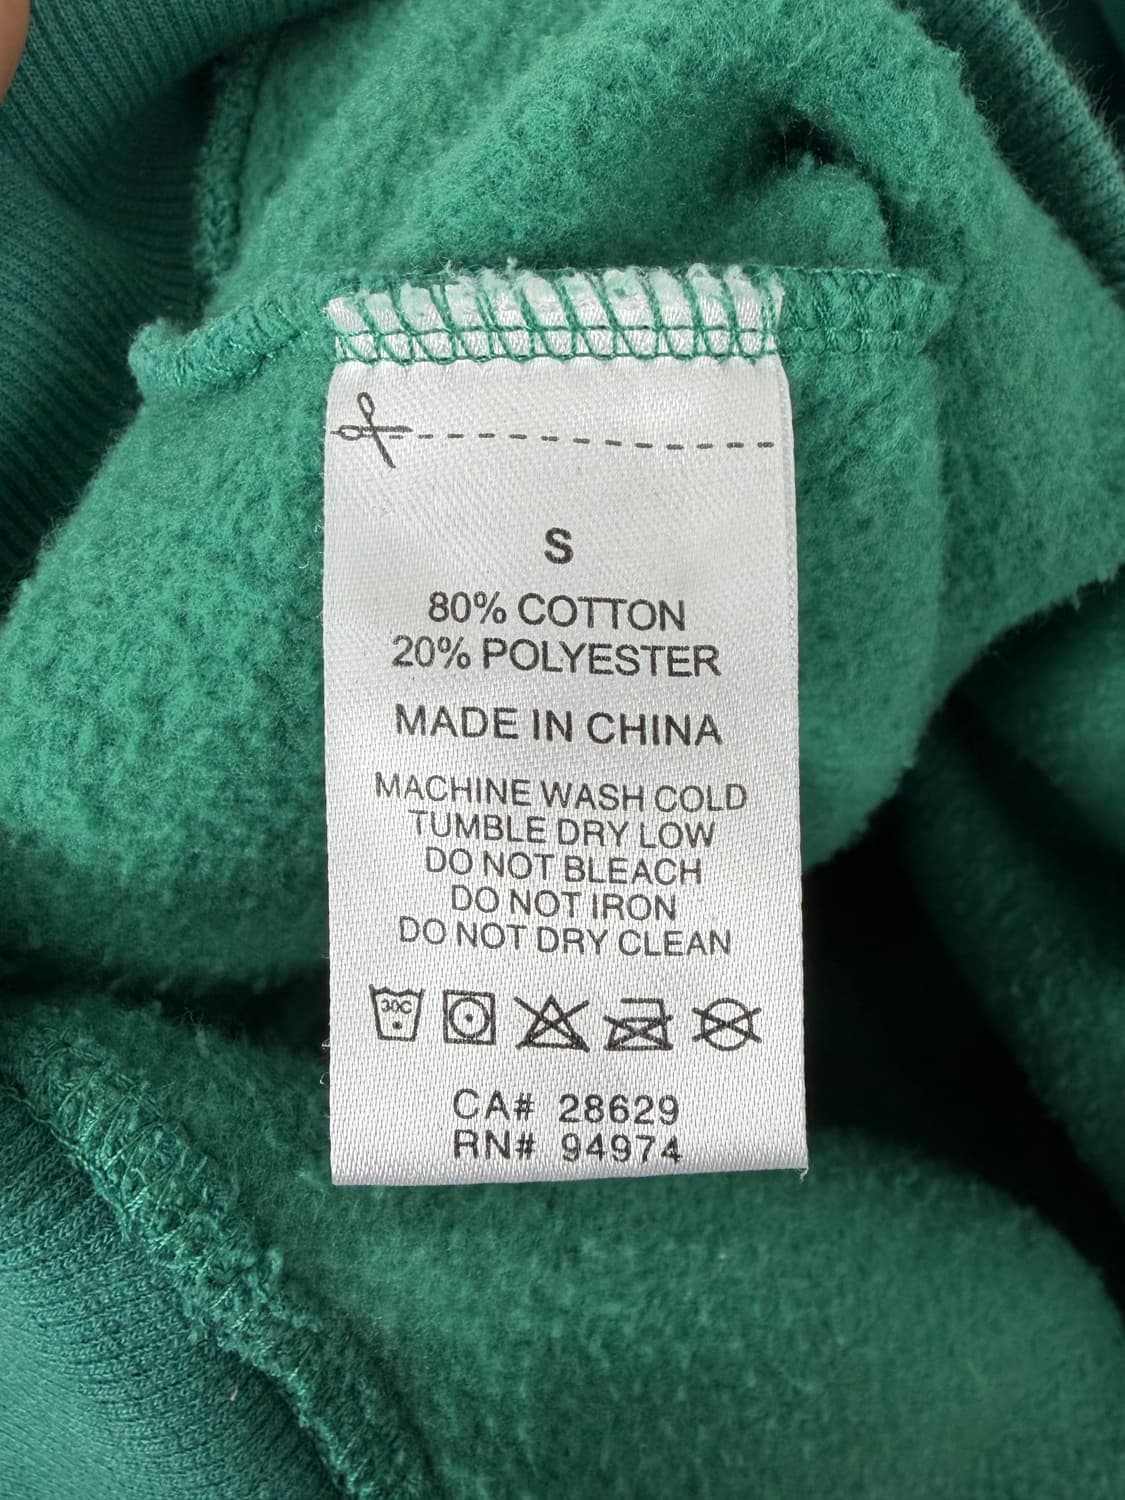 S
80% COTTON
20% POLYESTER
MADE IN CHINA
MACHINE WASH COLD
TUMBLE DRY LOW
DO NOT BLEACH
DO NOT IRON
DO NOT DRY CLEAN
30C
CA# 28629
RN# 94974